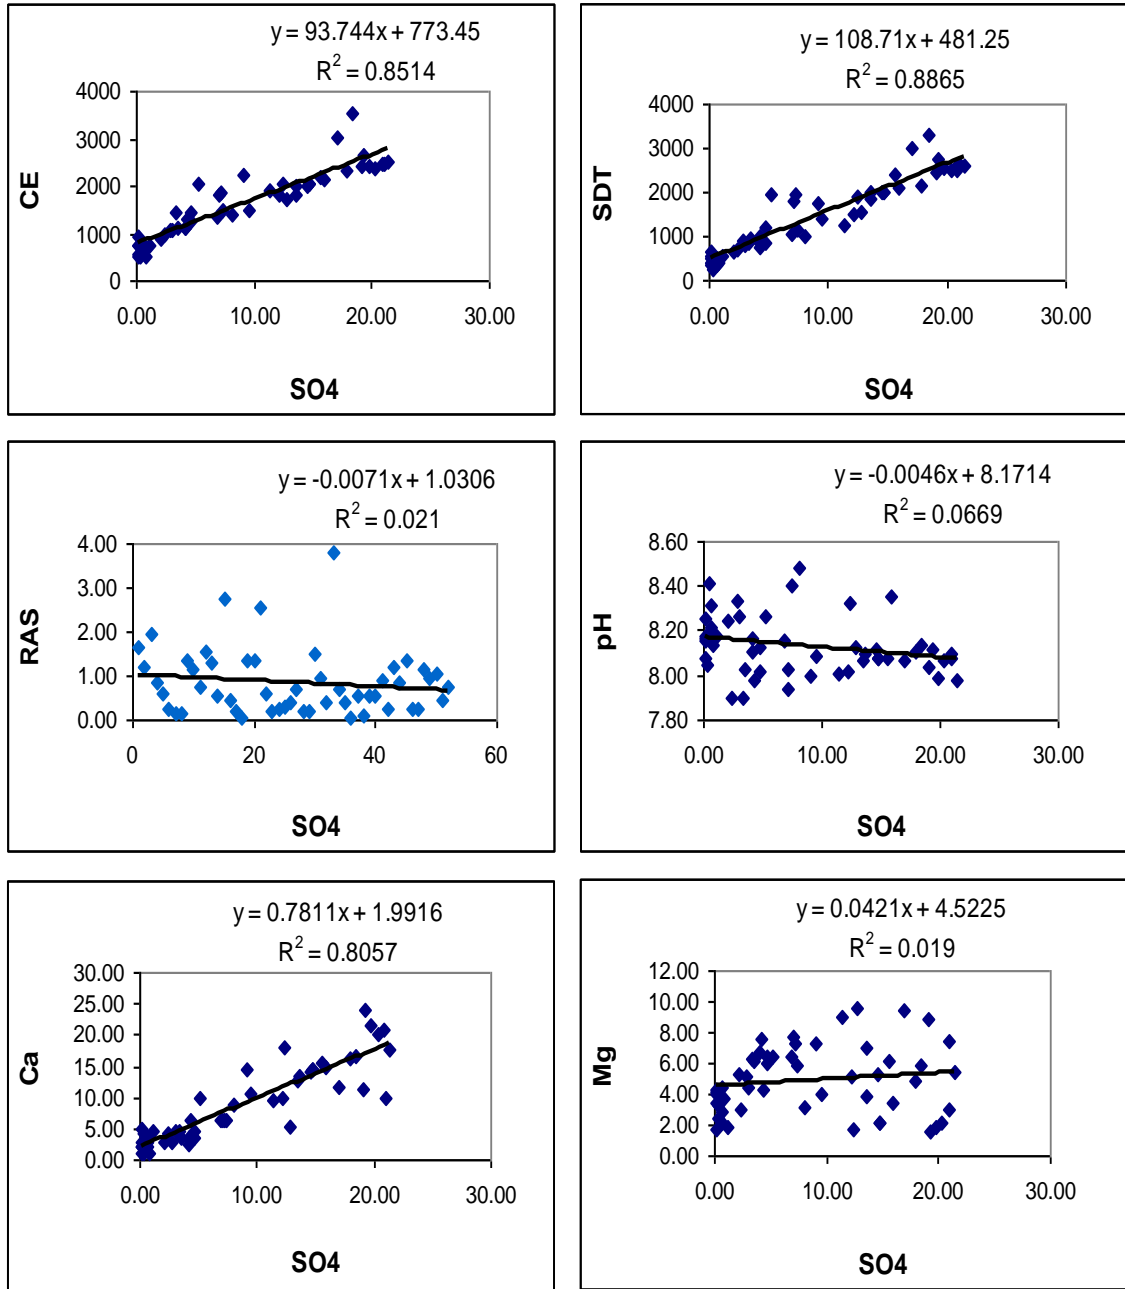 y = 93.744x + 773.45
R² = 0.8514
CE
4000
3000
2000
1000
0
0.00 10.00 20.00 30.00
SO4
y = 108.71x + 481.25
R² = 0.8865
SDT
4000
3000
2000
1000
0
0.00 10.00 20.00 30.00
SO4
y = -0.0071x + 1.0306
R² = 0.021
RAS
4.00
3.00
2.00
1.00
0.00
0 20 40 60
SO4
y = -0.0046x + 8.1714
R² = 0.0669
pH
8.60
8.40
8.20
8.00
7.80
0.00 10.00 20.00 30.00
SO4
y = 0.7811x + 1.9916
R² = 0.8057
Ca
30.00
25.00
20.00
15.00
10.00
5.00
0.00
0.00 10.00 20.00 30.00
SO4
y = 0.0421x + 4.5225
R² = 0.019
Mg
12.00
10.00
8.00
6.00
4.00
2.00
0.00
0.00 10.00 20.00 30.00
SO4